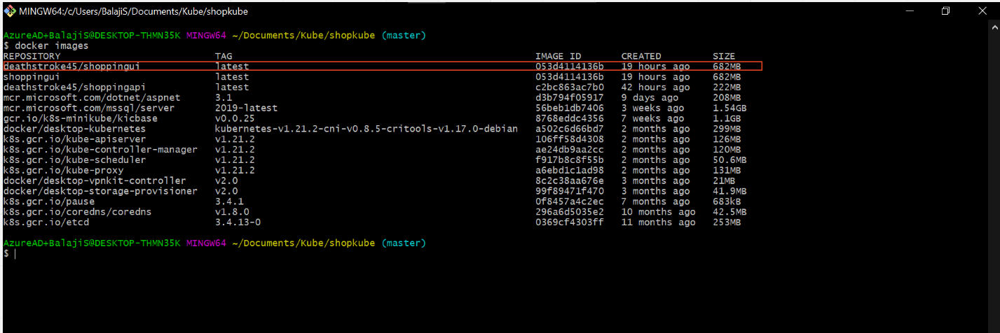 MINGW64:/c/Users/BalajiS/Documents/Kube/shopkube
AzureAD+BalajiS@DESKTOP-THMN35K MINGW64 ~/Documents/Kube/shopkube (master)
$ docker images
REPOSITORY TAG IMAGE ID CREATED SIZE
deathstroke45/shoppingui latest 053d4114136b 19 hours ago 682MB
shoppingui latest 053d4114136b 19 hours ago 682MB
deathstroke45/shoppingapi latest c2bc863ac7b0 42 hours ago 222MB
mcr.microsoft.com/dotnet/aspnet 3.1 d3b794f05917 9 days ago 208MB
mcr.microsoft.com/mssql/server 2019-latest 56beb1db7406 3 weeks ago 1.54GB
gcr.io/k8s-minikube/kicbase v0.0.25 8768eddc4356 7 weeks ago 1.1GB
docker/desktop-kubernetes kubernetes-v1.21.2-cni-v0.8.5-critools-v1.17.0-debian a502c6d66bd7 2 months ago 299MB
k8s.gcr.io/kube-apiserver v1.21.2 106ff58d4308 2 months ago 126MB
k8s.gcr.io/kube-controller-manager v1.21.2 ae24db9aa2cc 2 months ago 120MB
k8s.gcr.io/kube-scheduler v1.21.2 f917b8c8f55b 2 months ago 50.6MB
k8s.gcr.io/kube-proxy v1.21.2 a6ebd1c1ad98 2 months ago 131MB
docker/desktop-vpnkit-controller v2.0 8c2c38aa676e 3 months ago 21MB
docker/desktop-storage-provisioner v2.0 99f89471f470 3 months ago 41.9MB
k8s.gcr.io/pause 3.4.1 0f8457a4c2ec 7 months ago 683kB
k8s.gcr.io/coredns/coredns v1.8.0 296a6d5035e2 10 months ago 42.5MB
k8s.gcr.io/etcd 3.4.13-0 0369cf4303ff 11 months ago 253MB
AzureAD+BalajiS@DESKTOP-THMN35K MINGW64 ~/Documents/Kube/shopkube (master)
$